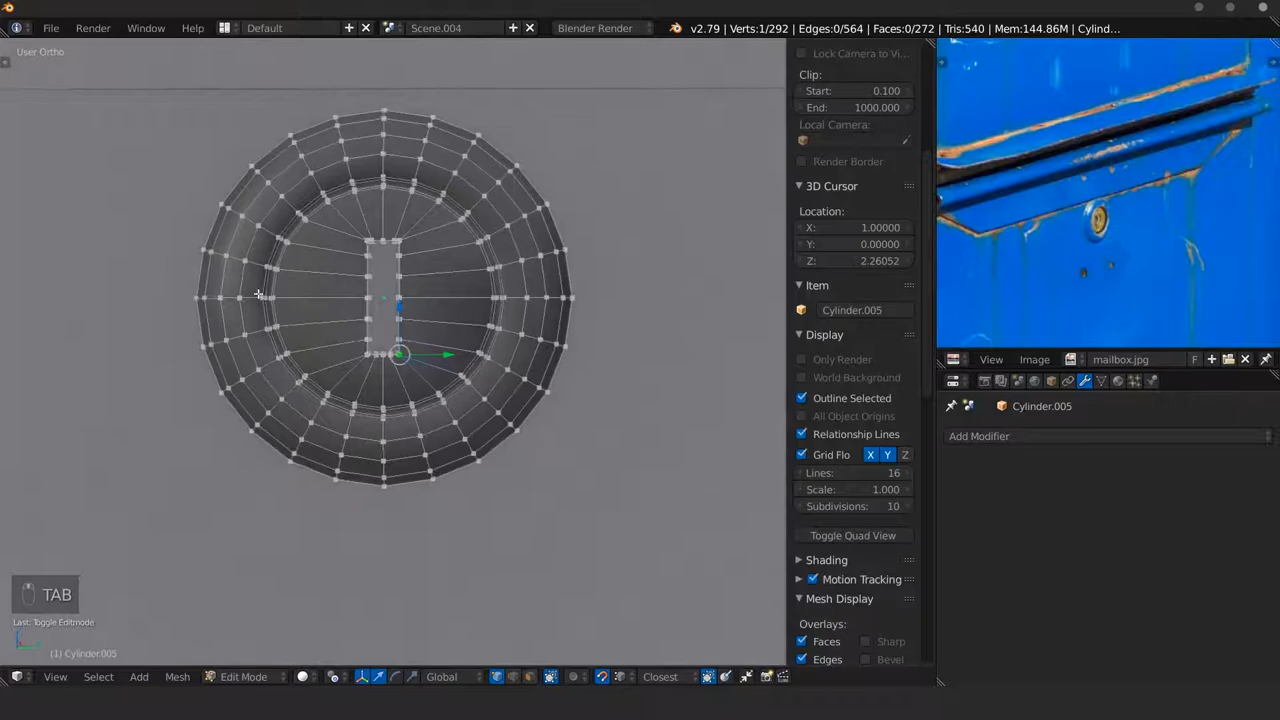 File Render Window Help Default Scene.004 Blender Render v2.79 | Verts:1/292 | Edges:0/564 | Faces:0/272 | Tris:540 | Mem:144.86M | Cylind...
User Ortho
Lock Camera to Vi...
Clip:
Start: 0.100
End: 1000.000
Local Camera:
Render Border
3D Cursor
Location:
X: 1.00000
Y: 0.00000
Z: 2.26052
Item
Cylinder.005
Display
Only Render
World Background
Outline Selected
All Object Origins
Relationship Lines
Grid Flo X Y Z
Lines: 16
Scale: 1.000
Subdivisions: 10
Toggle Quad View
Shading
Motion Tracking
Mesh Display
Overlays:
Faces Sharp
Edges Bevel
View Image mailbox.jpg F
Cylinder.005
Add Modifier
TAB
Last: Toggle Editmode
(1) Cylinder.005
View Select Add Mesh Edit Mode Global Closest